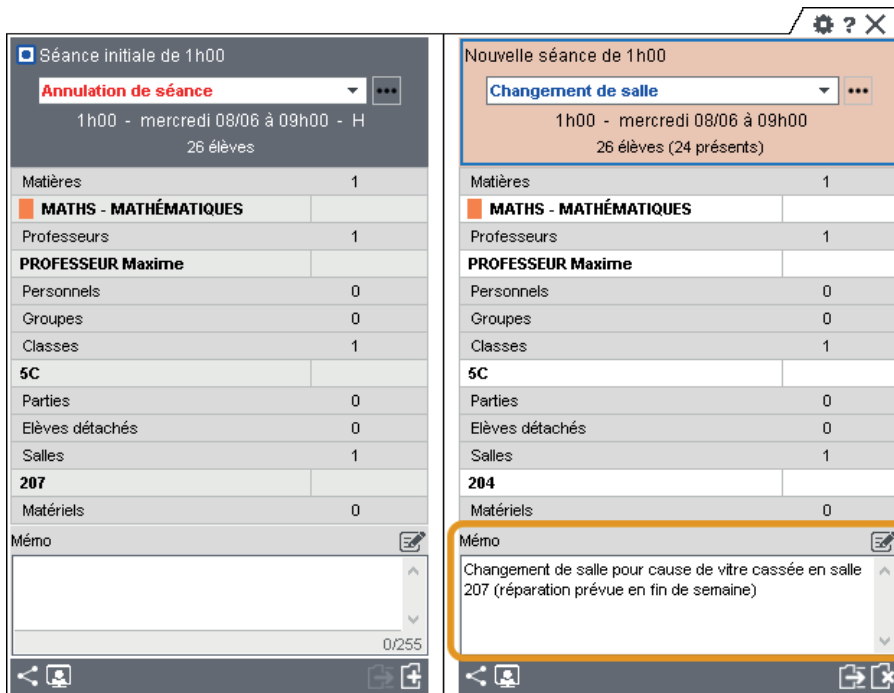 ?
Séance initiale de 1h00
Annulation de séance
1h00 - mercredi 08/06 à 09h00 - H
26 élèves
Matières 1
MATHS - MATHÉMATIQUES
Professeurs 1
PROFESSEUR Maxime
Personnels 0
Groupes 0
Classes 1
5C
Parties 0
Elèves détachés 0
Salles 1
207
Matériels 0
Mémo
0/255
Nouvelle séance de 1h00
Changement de salle
1h00 - mercredi 08/06 à 09h00
26 élèves (24 présents)
Matières 1
MATHS - MATHÉMATIQUES
Professeurs 1
PROFESSEUR Maxime
Personnels 0
Groupes 0
Classes 1
5C
Parties 0
Elèves détachés 0
Salles 1
204
Matériels 0
Mémo
Changement de salle pour cause de vitre cassée en salle
207 (réparation prévue en fin de semaine)